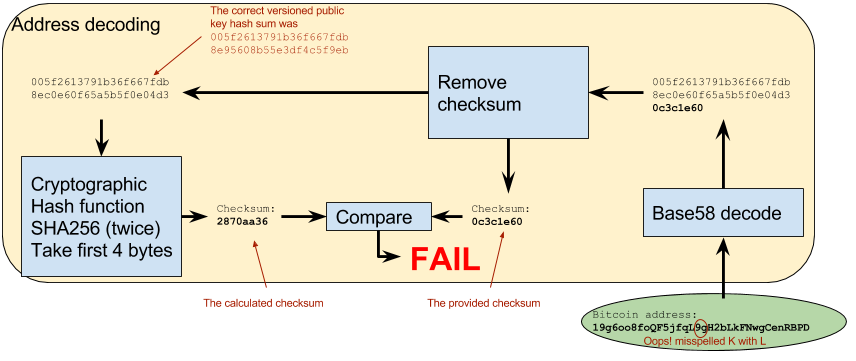 Address decoding
The correct versioned public
key hash sum was
005f2613791b36f667fdb
8e95608b55e3df4c5f9eb
005f2613791b36f667fdb
8ec0e60f65a5b5f0e04d3
Remove
checksum
005f2613791b36f667fdb
8ec0e60f65a5b5f0e04d3
0c3c1e60
Cryptographic
Hash function
SHA256 (twice)
Take first 4 bytes
Checksum:
2870aa36
Compare
Checksum:
0c3c1e60
Base58 decode
FAIL
The calculated checksum
The provided checksum
Bitcoin address:
19g6oo8foQF5jfqL9gH2bLkFNwgCenRBPD
Oops! misspelled K with L